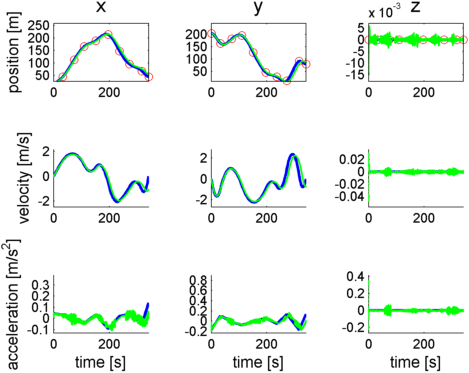 x y z
x 10⁻³
position [m]
250 200 150 100 50
0 200
200 150 100 50
0 200
5 0 -5 -10 -15
0 200
velocity [m/s]
2 0 -2
0 200
2 0 -2
0 200
0.02 0 -0.02 -0.04
0 200
acceleration [m/s²]
0.3 0.2 0.1 0 -0.1
0 200
0.8 0.6 0.4 0.2 0 -0.2
0 200
0.4 0.2 0 -0.2
0 200
time [s] time [s] time [s]